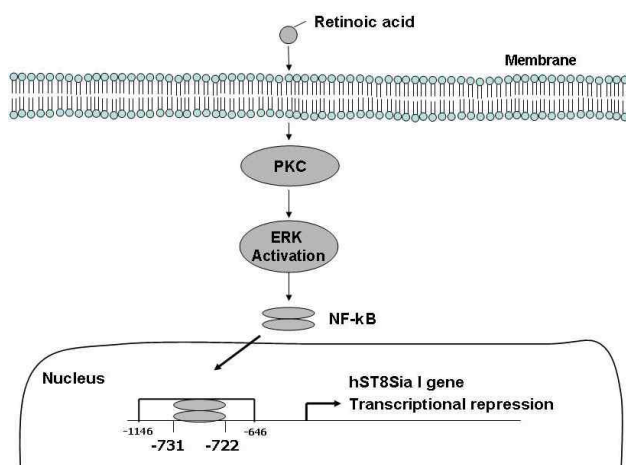 Retinoic acid
Membrane
PKC
ERK
Activation
NF-kB
Nucleus
hST8Sia I gene
Transcriptional repression
-1146
-646
-731
-722